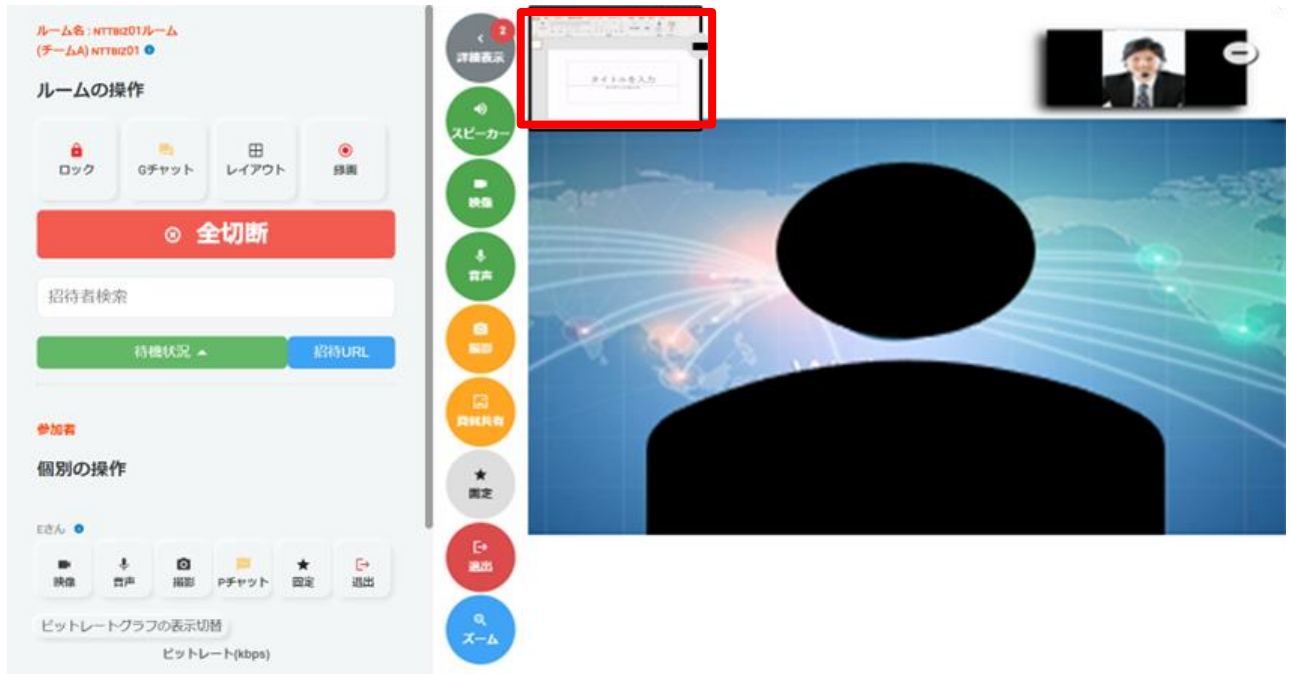 ルーム名 : NTTBIZ01ルーム
(チームA) NTTBIZ01
ルームの操作
ロック
Gチャット
レイアウト
録画
全切断
招待者検索
待機状況
招待URL
参加者
個別の操作
Eさん
映像
音声
撮影
Pチャット
固定
退出
ビットレートグラフの表示切替
ビットレート(kbps)
2
詳細表示
スピーカー
映像
音声
撮影
資料共有
固定
退出
ズーム
タイトルを入力